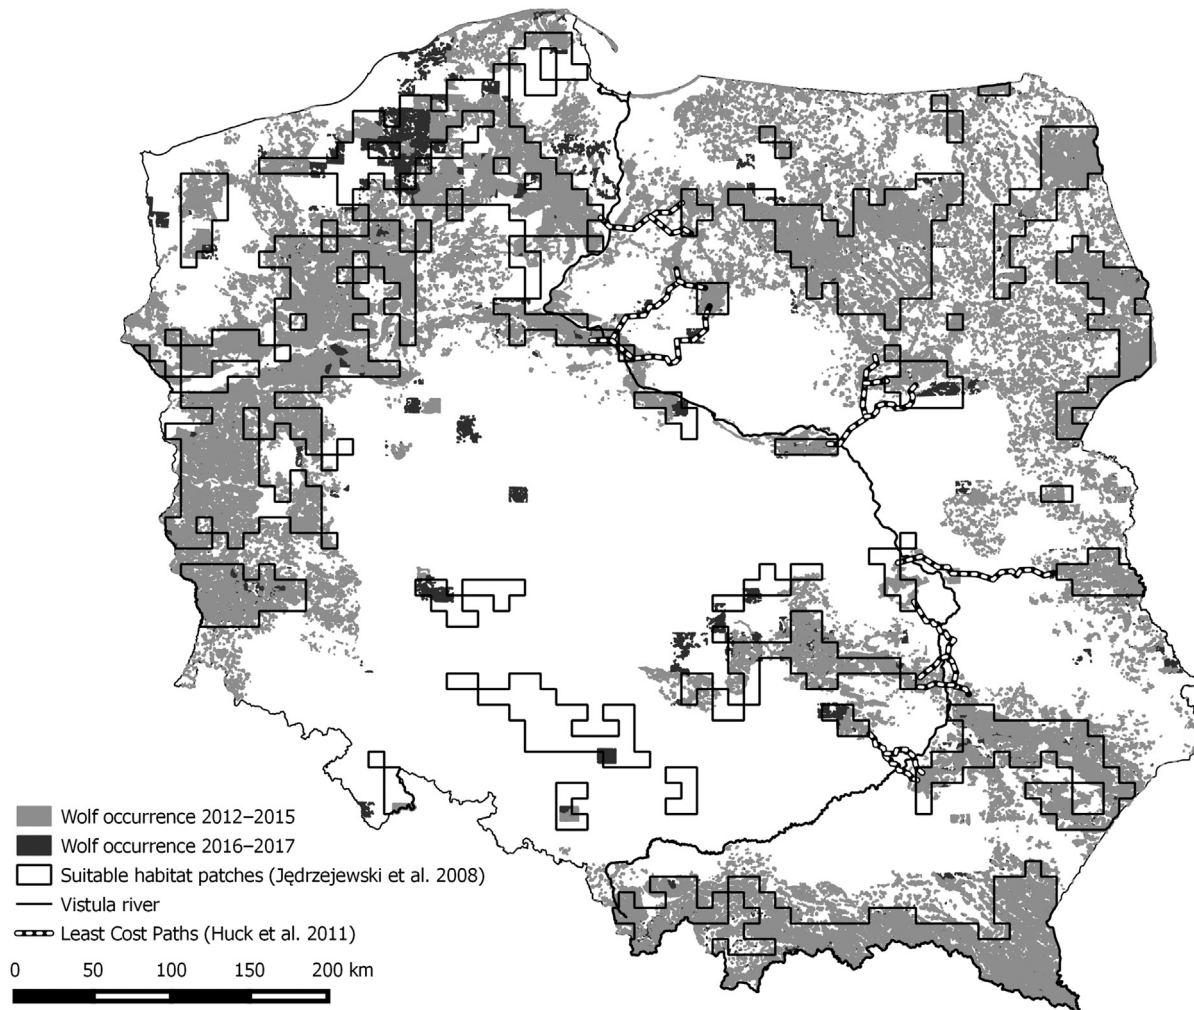 Wolf occurrence 2012–2015
Wolf occurrence 2016–2017
Suitable habitat patches (Jędrzejewski et al. 2008)
Vistula river
Least Cost Paths (Huck et al. 2011)
0 50 100 150 200 km